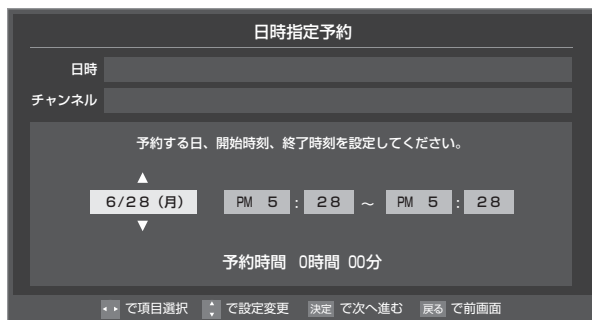 日時指定予約
日時
チャンネル
予約する日、開始時刻、終了時刻を設定してください。
▲
6/28 (月) PM 5 : 28 ～ PM 5 : 28
▼
予約時間 0時間 00分
で項目選択 で設定変更 決定 で次へ進む 戻る で前画面